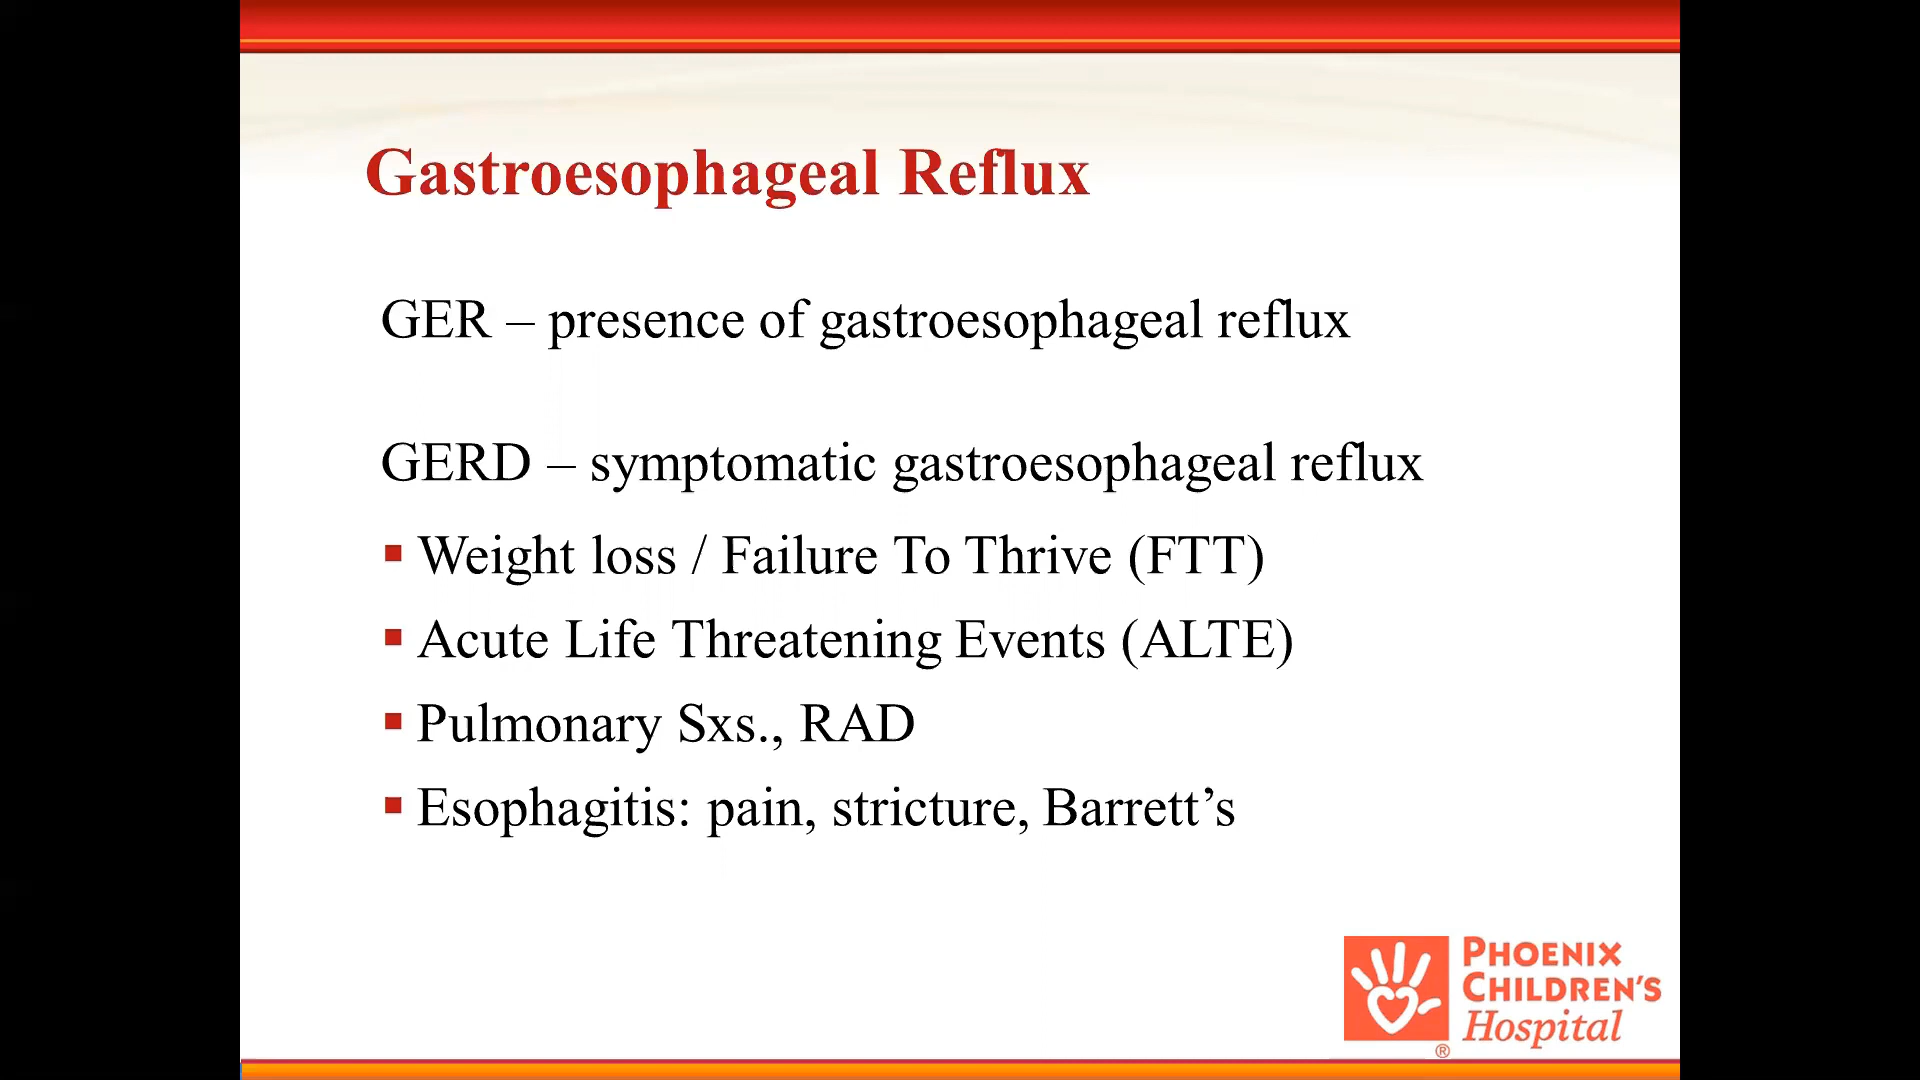 Gastroesophageal Reflux
GER – presence of gastroesophageal reflux
GERD – symptomatic gastroesophageal reflux
▪ Weight loss / Failure To Thrive (FTT)
▪ Acute Life Threatening Events (ALTE)
▪ Pulmonary Sxs., RAD
▪ Esophagitis: pain, stricture, Barrett’s
PHOENIX
CHILDREN’S
Hospital
®